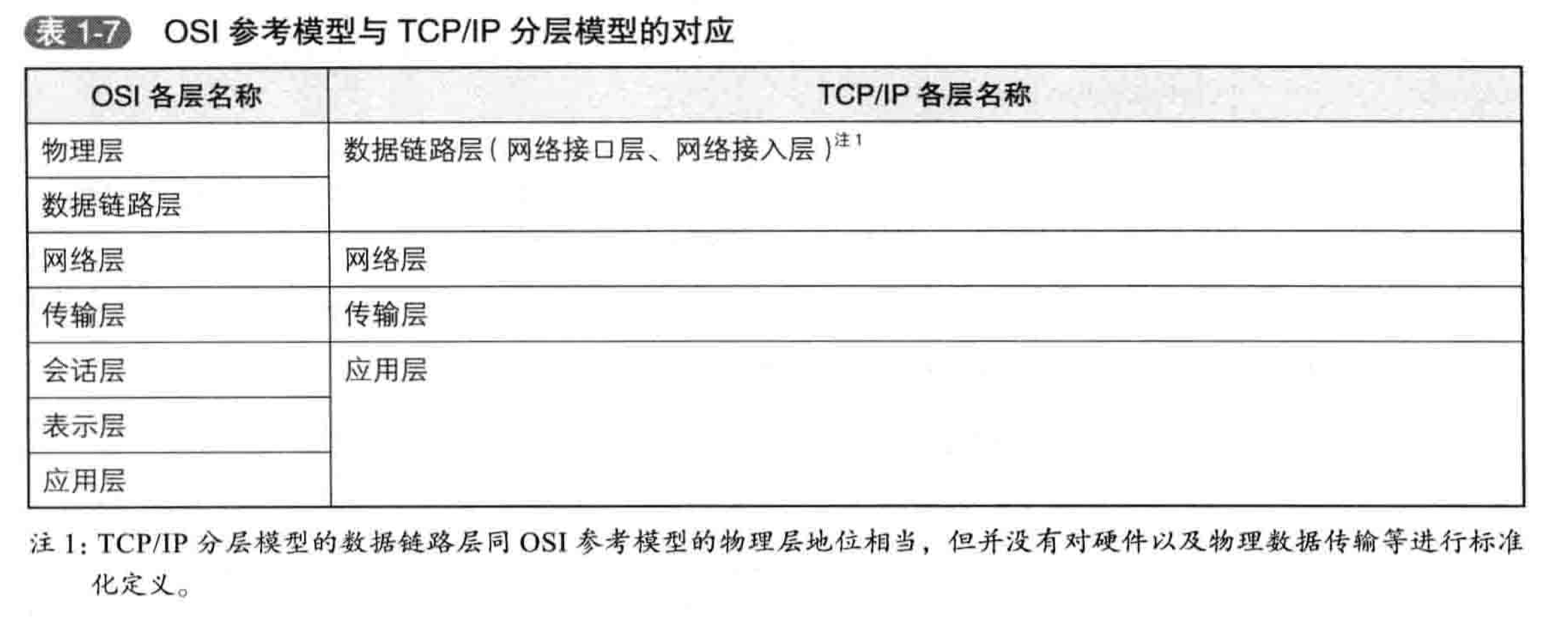 表 1-7 OSI 参考模型与 TCP/IP 分层模型的对应
OSI 各层名称 TCP/IP 各层名称
物理层 数据链路层(网络接口层、网络接入层)注1
数据链路层
网络层 网络层
传输层 传输层
会话层 应用层
表示层
应用层
注 1: TCP/IP 分层模型的数据链路层同 OSI 参考模型的物理层地位相当，但并没有对硬件以及物理数据传输等进行标准
化定义。